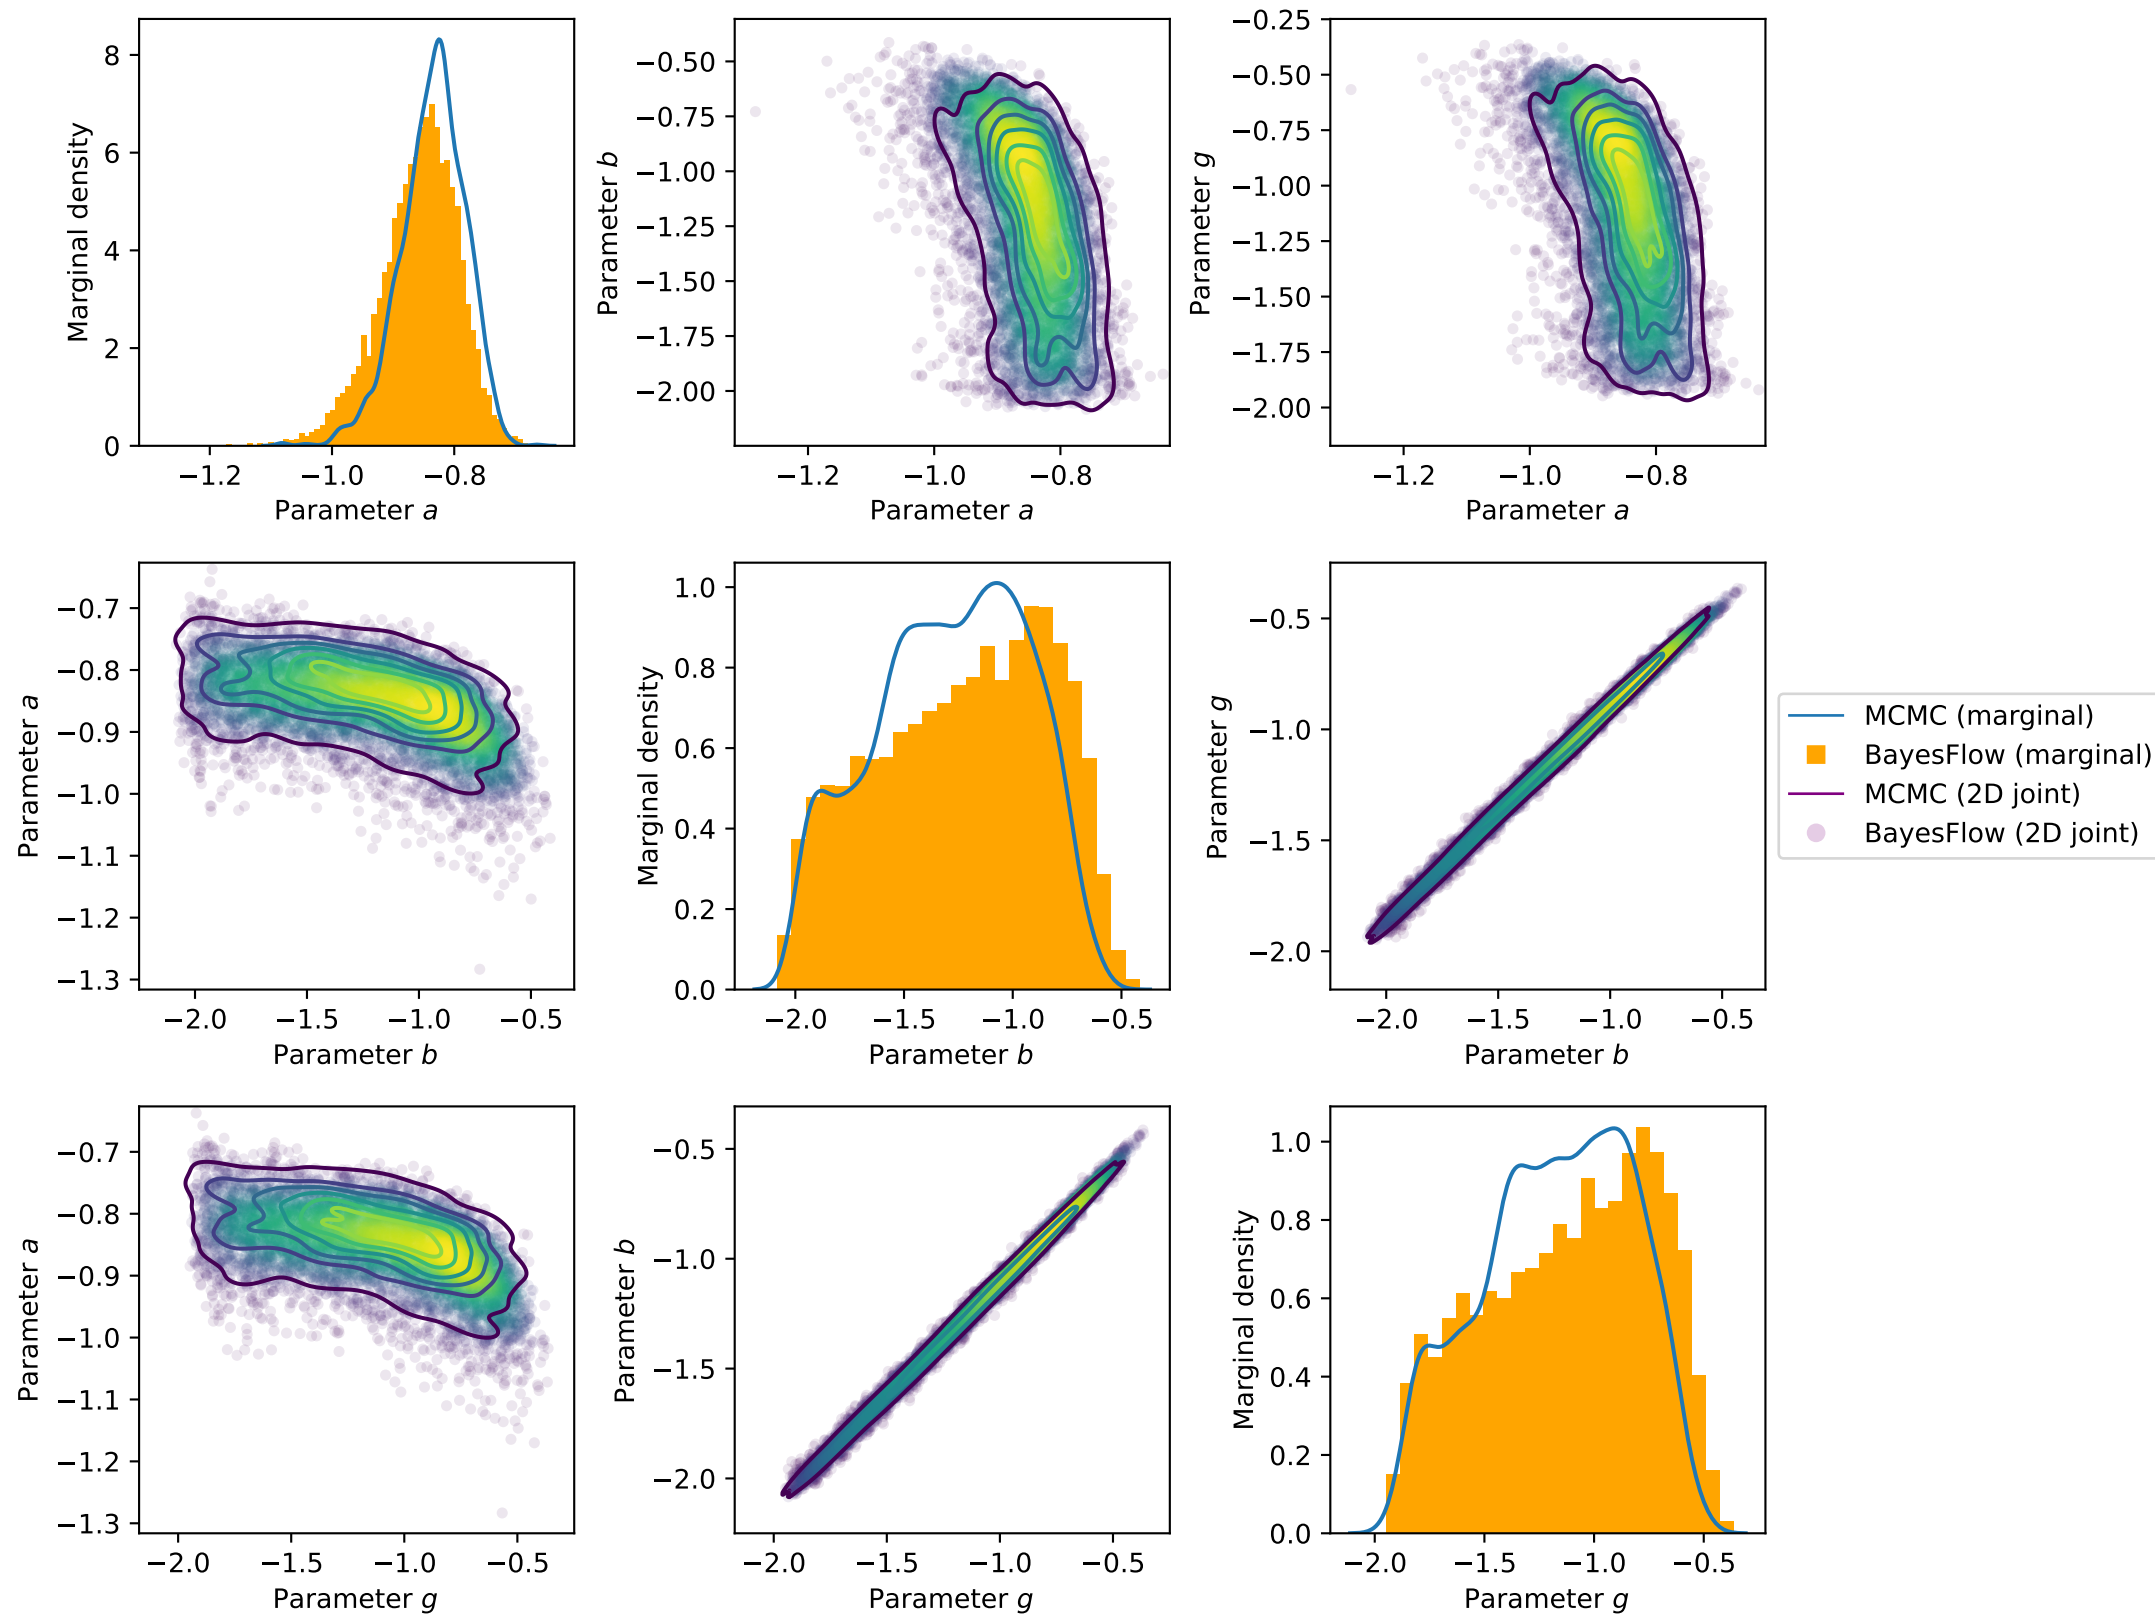 8
6
4
2
0
Marginal density
−1.2 −1.0 −0.8
Parameter a
−0.50
−0.75
−1.00
−1.25
−1.50
−1.75
−2.00
Parameter b
−1.2 −1.0 −0.8
Parameter a
−0.25
−0.50
−0.75
−1.00
−1.25
−1.50
−1.75
−2.00
Parameter g
−1.2 −1.0 −0.8
Parameter a
−0.7
−0.8
−0.9
−1.0
−1.1
−1.2
−1.3
Parameter a
−2.0 −1.5 −1.0 −0.5
Parameter b
1.0
0.8
0.6
0.4
0.2
0.0
Marginal density
−2.0 −1.5 −1.0 −0.5
Parameter b
−0.5
−1.0
−1.5
−2.0
Parameter g
−2.0 −1.5 −1.0 −0.5
Parameter b
MCMC (marginal)
BayesFlow (marginal)
MCMC (2D joint)
BayesFlow (2D joint)
−0.7
−0.8
−0.9
−1.0
−1.1
−1.2
−1.3
Parameter a
−2.0 −1.5 −1.0 −0.5
Parameter g
−0.5
−1.0
−1.5
−2.0
Parameter b
−2.0 −1.5 −1.0 −0.5
Parameter g
1.0
0.8
0.6
0.4
0.2
0.0
Marginal density
−2.0 −1.5 −1.0 −0.5
Parameter g